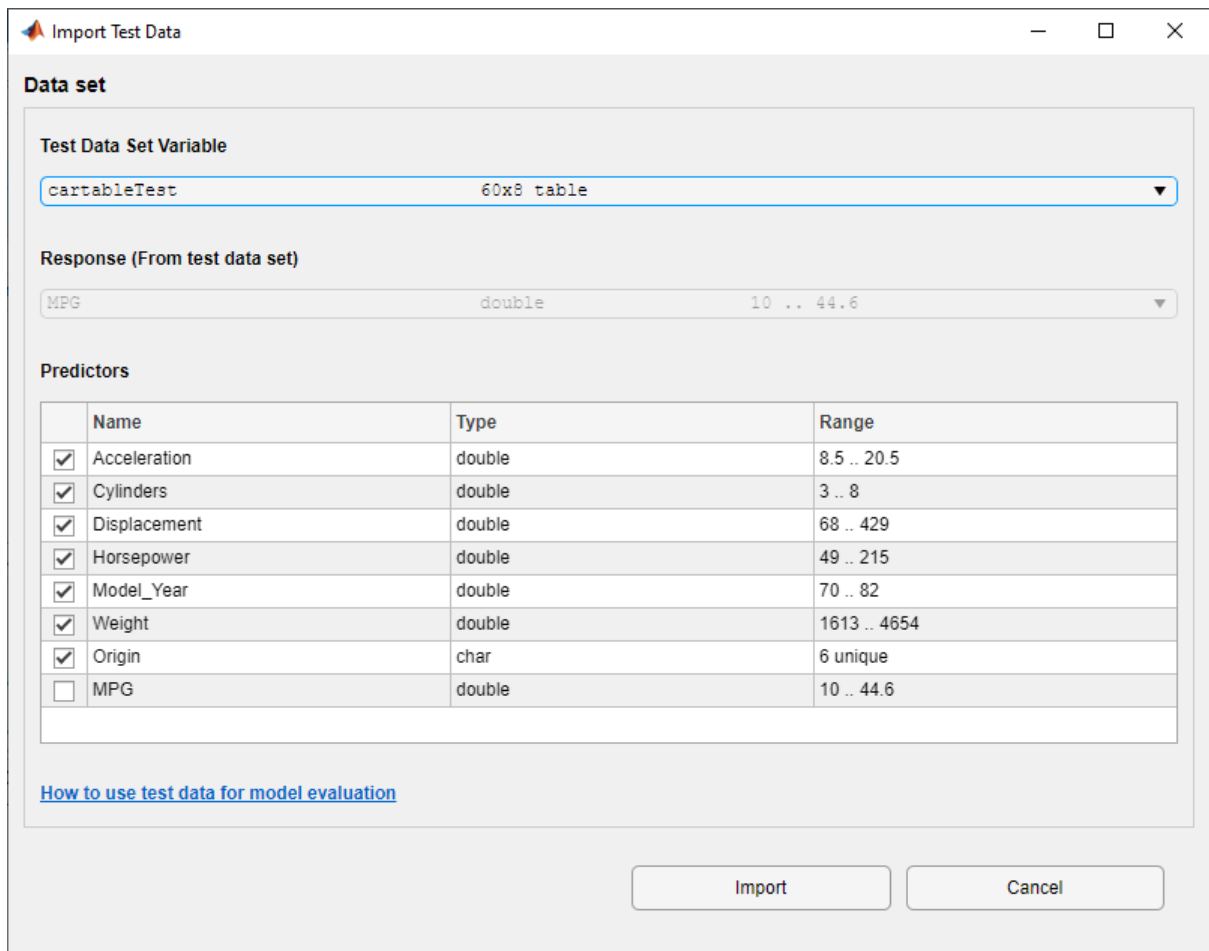 Import Test Data
Data set
Test Data Set Variable
cartableTest 60x8 table
Response (From test data set)
MPG double 10 .. 44.6
Predictors
Name Type Range
Acceleration double 8.5 .. 20.5
Cylinders double 3 .. 8
Displacement double 68 .. 429
Horsepower double 49 .. 215
Model_Year double 70 .. 82
Weight double 1613 .. 4654
Origin char 6 unique
MPG double 10 .. 44.6
How to use test data for model evaluation
Import Cancel